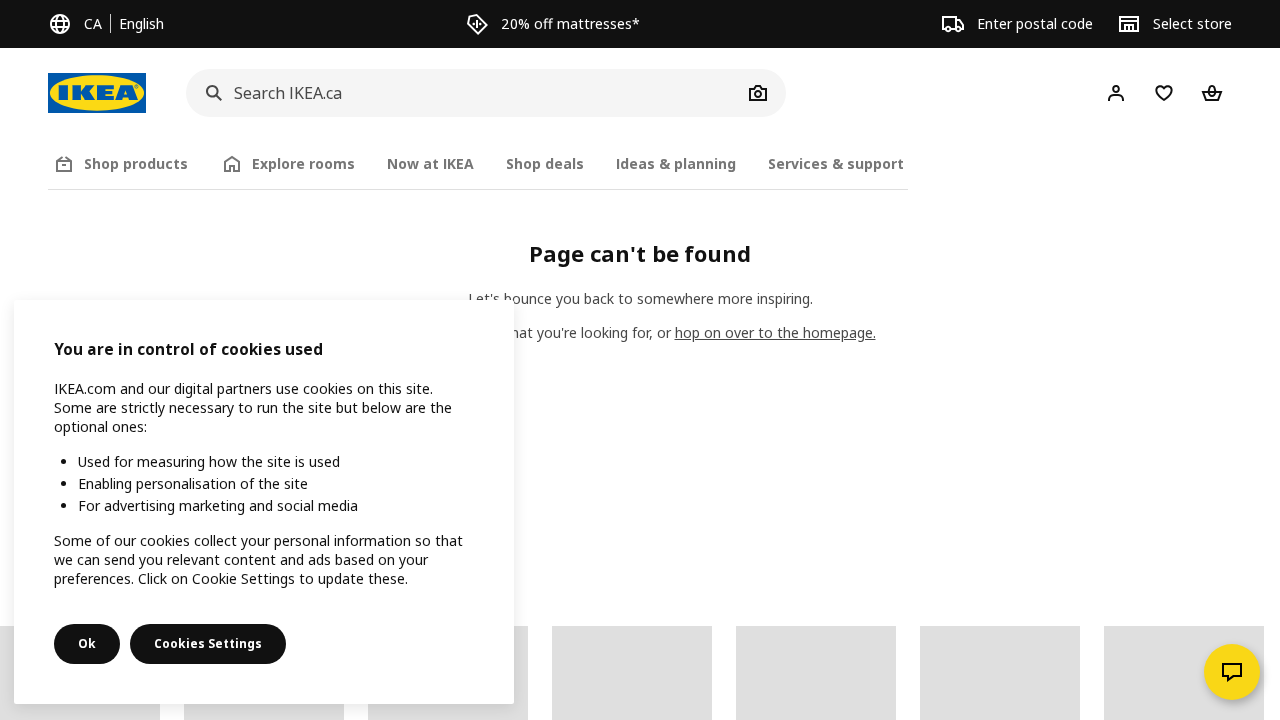 CA English
20% off mattresses*
Enter postal code
Select store
IKEA
Search IKEA.ca
Shop products
Explore rooms
Now at IKEA
Shop deals
Ideas & planning
Services & support
Page can't be found
Let's bounce you back to somewhere more inspiring.
you're looking for, or hop on over to the homepage.
You are in control of cookies used
IKEA.com and our digital partners use cookies on this site.
Some are strictly necessary to run the site but below are the
optional ones:
Used for measuring how the site is used
Enabling personalisation of the site
For advertising marketing and social media
Some of our cookies collect your personal information so that
we can send you relevant content and ads based on your
preferences. Click on Cookie Settings to update these.
Ok
Cookies Settings